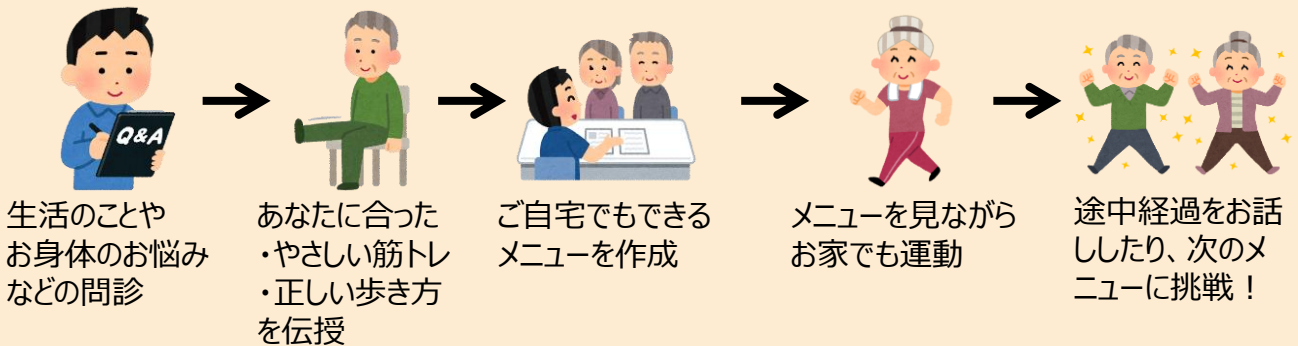 Q&A
生活のことや
お身体のお悩み
などの問診
あなたに合った
・やさしい筋トレ
・正しい歩き方
を伝授
ご自宅でもできる
メニューを作成
メニューを見ながら
お家でも運動
途中経過をお話
ししたり、次のメ
ニューに挑戦！